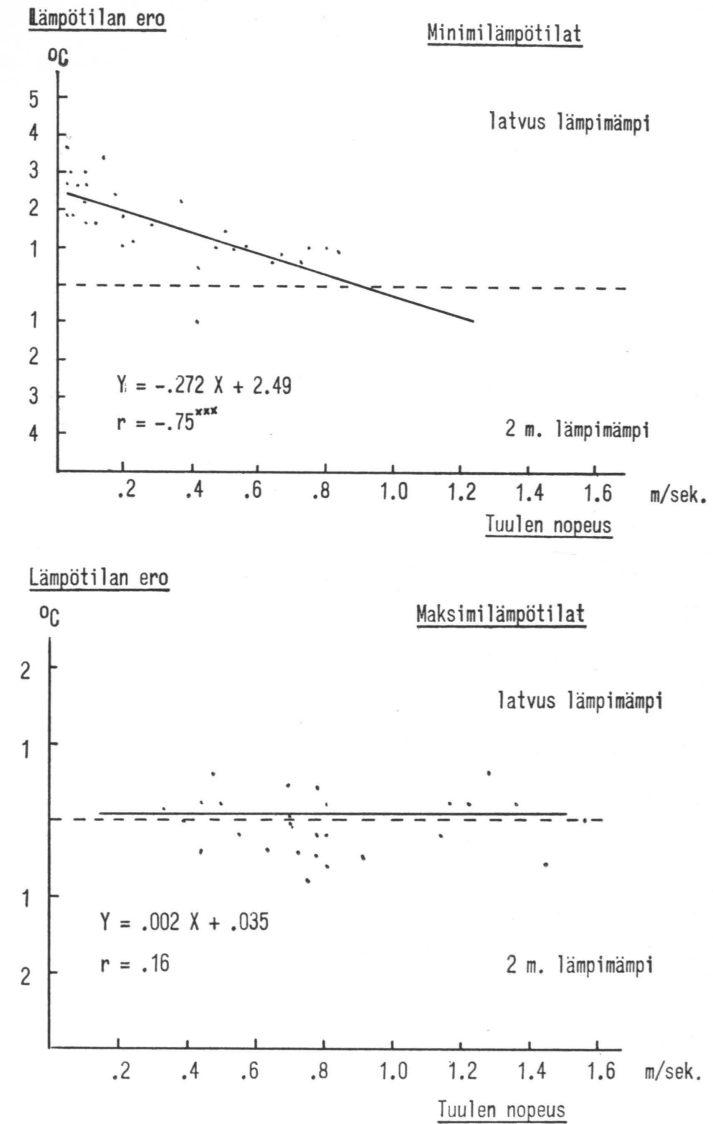 Lämpötilan ero
Minimilämpötilat
°C
5
latvus lämpimämpi
4
3
2
1
1
2
Y = -.272 X + 2.49
3
r = -.75xxx
4
2 m. lämpimämpi
.2 .4 .6 .8 1.0 1.2 1.4 1.6 m/sek.
Tuulen nopeus
Lämpötilan ero
°C
Maksimilämpötilat
2
latvus lämpimämpi
1
1
Y = .002 X + .035
r = .16
2 m. lämpimämpi
2
.2 .4 .6 .8 1.0 1.2 1.4 1.6 m/sek.
Tuulen nopeus